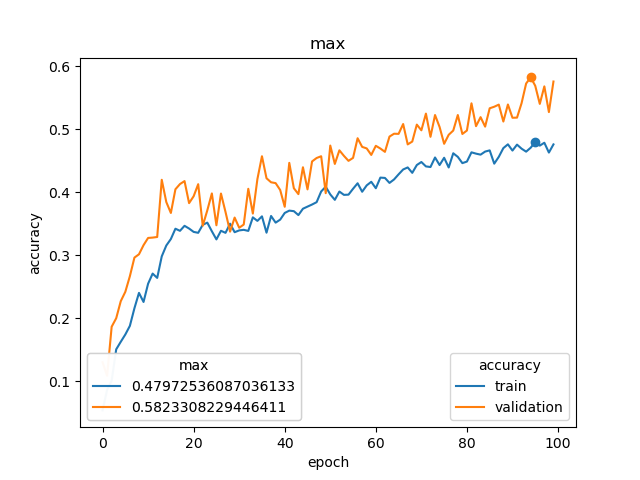 max
0.6
0.5
0.4
0.3
0.2
0.1
accuracy
max
0.47972536087036133
0.5823308229446411
accuracy
train
validation
0 20 40 60 80 100
epoch